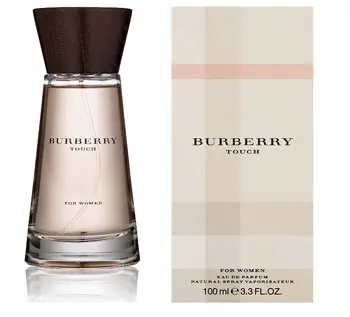 BURBERRY
TOUCH
FOR WOMEN
BURBERRY
TOUCH
FOR WOMEN
EAU DE PARFUM
NATURAL SPRAY VAPORISATEUR
100 ml ℮ 3.3 FL.OZ.